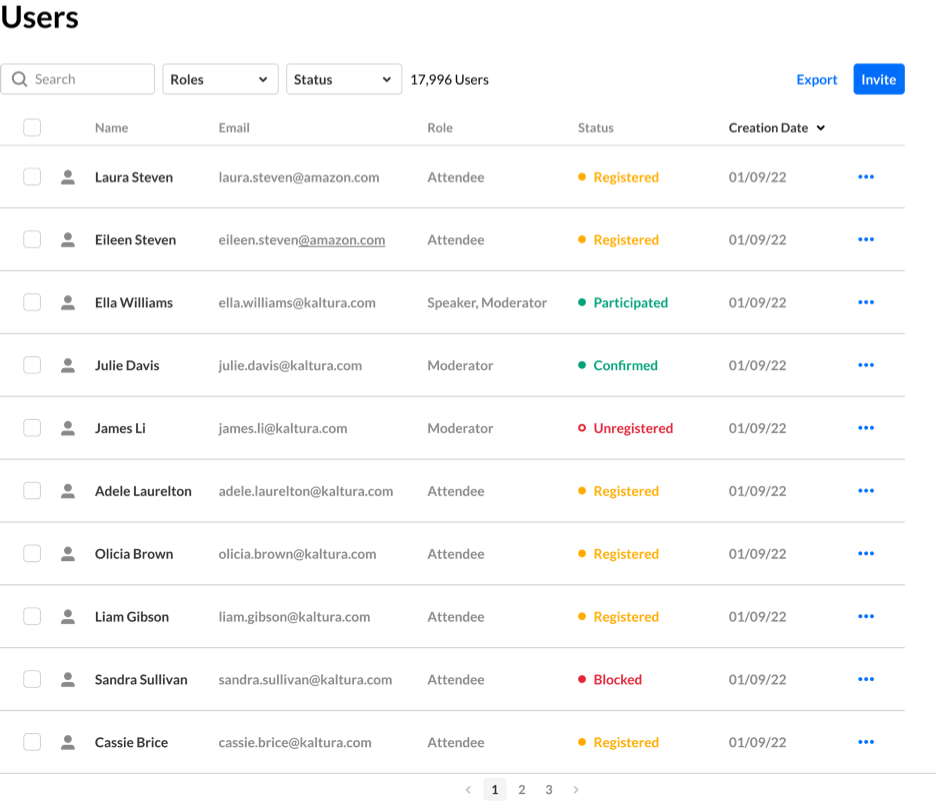 Users
Search Roles Status 17,996 Users Export Invite
Name Email Role Status Creation Date
Laura Steven laura.steven@amazon.com Attendee Registered 01/09/22
Eileen Steven eileen.steven@amazon.com Attendee Registered 01/09/22
Ella Williams ella.williams@kaltura.com Speaker, Moderator Participated 01/09/22
Julie Davis julie.davis@kaltura.com Moderator Confirmed 01/09/22
James Li james.li@kaltura.com Moderator Unregistered 01/09/22
Adele Laurelton adele.laurelton@kaltura.com Attendee Registered 01/09/22
Olicia Brown olicia.brown@kaltura.com Attendee Registered 01/09/22
Liam Gibson liam.gibson@kaltura.com Attendee Registered 01/09/22
Sandra Sullivan sandra.sullivan@kaltura.com Attendee Blocked 01/09/22
Cassie Brice cassie.brice@kaltura.com Attendee Registered 01/09/22
1 2 3